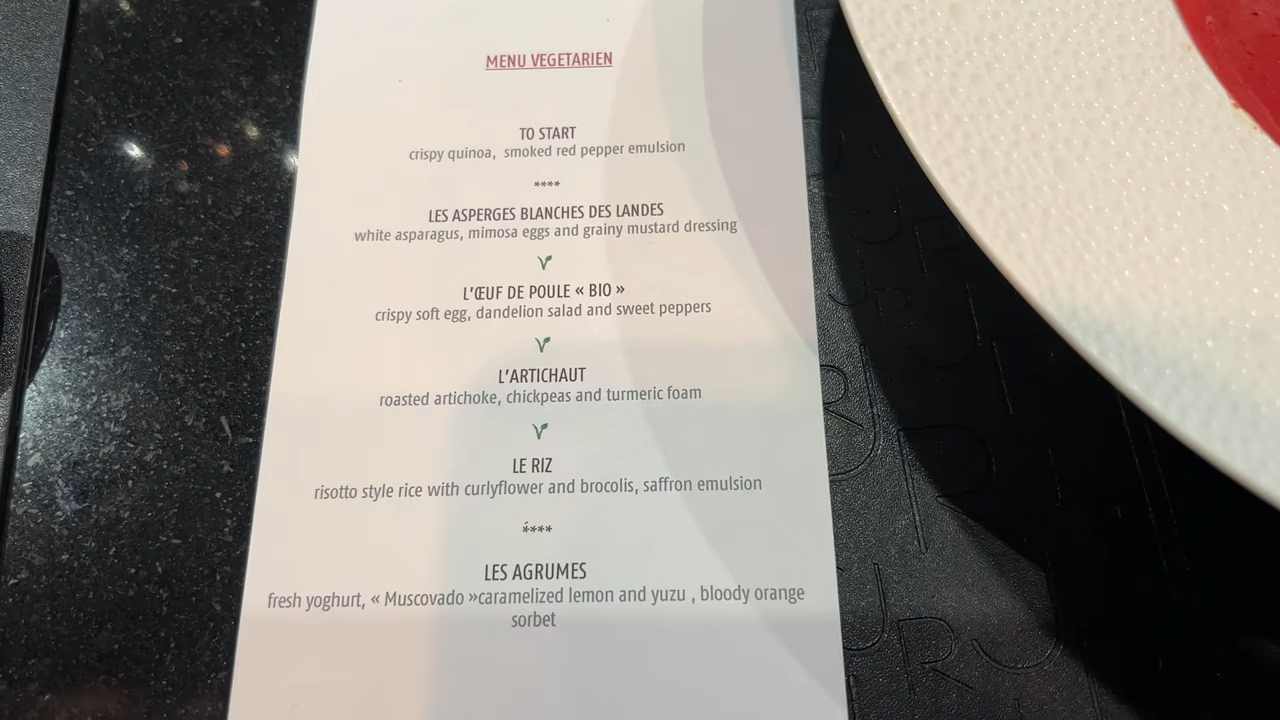 MENU VEGETARIEN
TO START
crispy quinoa, smoked red pepper emulsion
****
LES ASPERGES BLANCHES DES LANDES
white asparagus, mimosa eggs and grainy mustard dressing
L'ŒUF DE POULE « BIO »
crispy soft egg, dandelion salad and sweet peppers
L'ARTICHAUT
roasted artichoke, chickpeas and turmeric foam
LE RIZ
risotto style rice with curlyflower and brocolis, saffron emulsion
****
LES AGRUMES
fresh yoghurt, « Muscovado »caramelized lemon and yuzu , bloody orange
sorbet